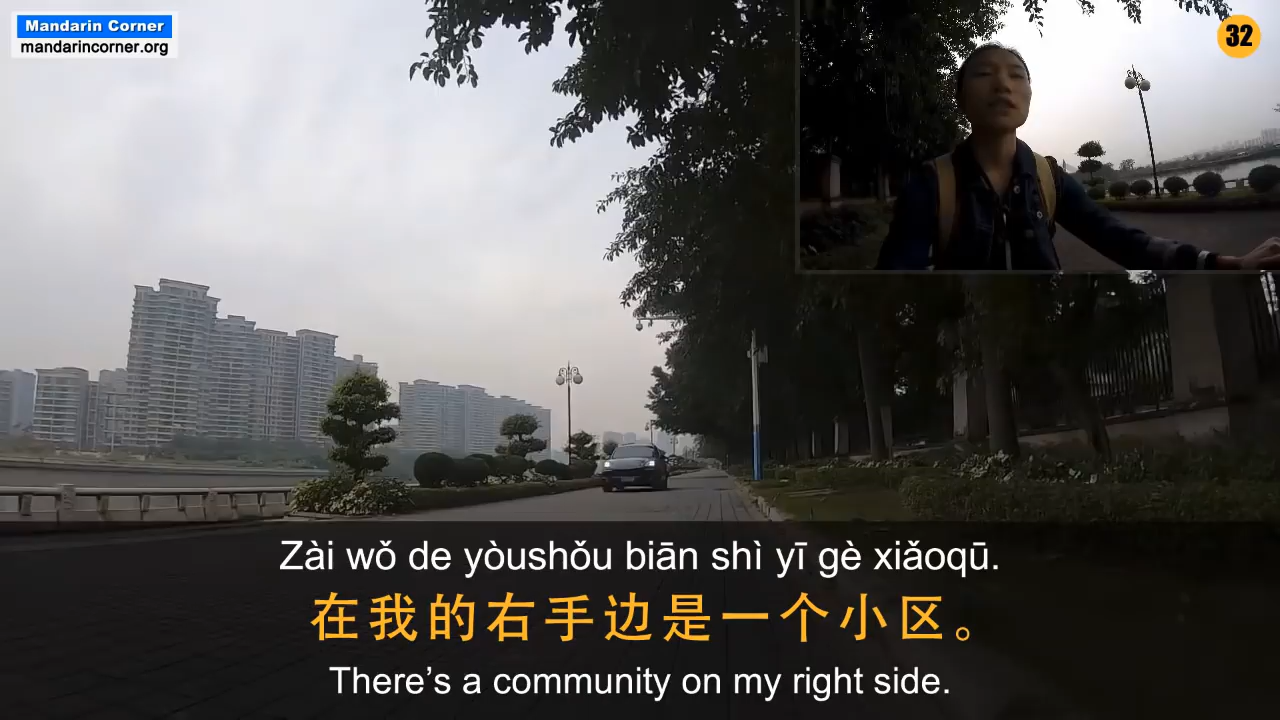 Mandarin Corner
mandarincorner.org
32
Zài wǒ de yòushǒu biān shì yī gè xiǎoqū.
在我的右手边是一个小区。
There's a community on my right side.